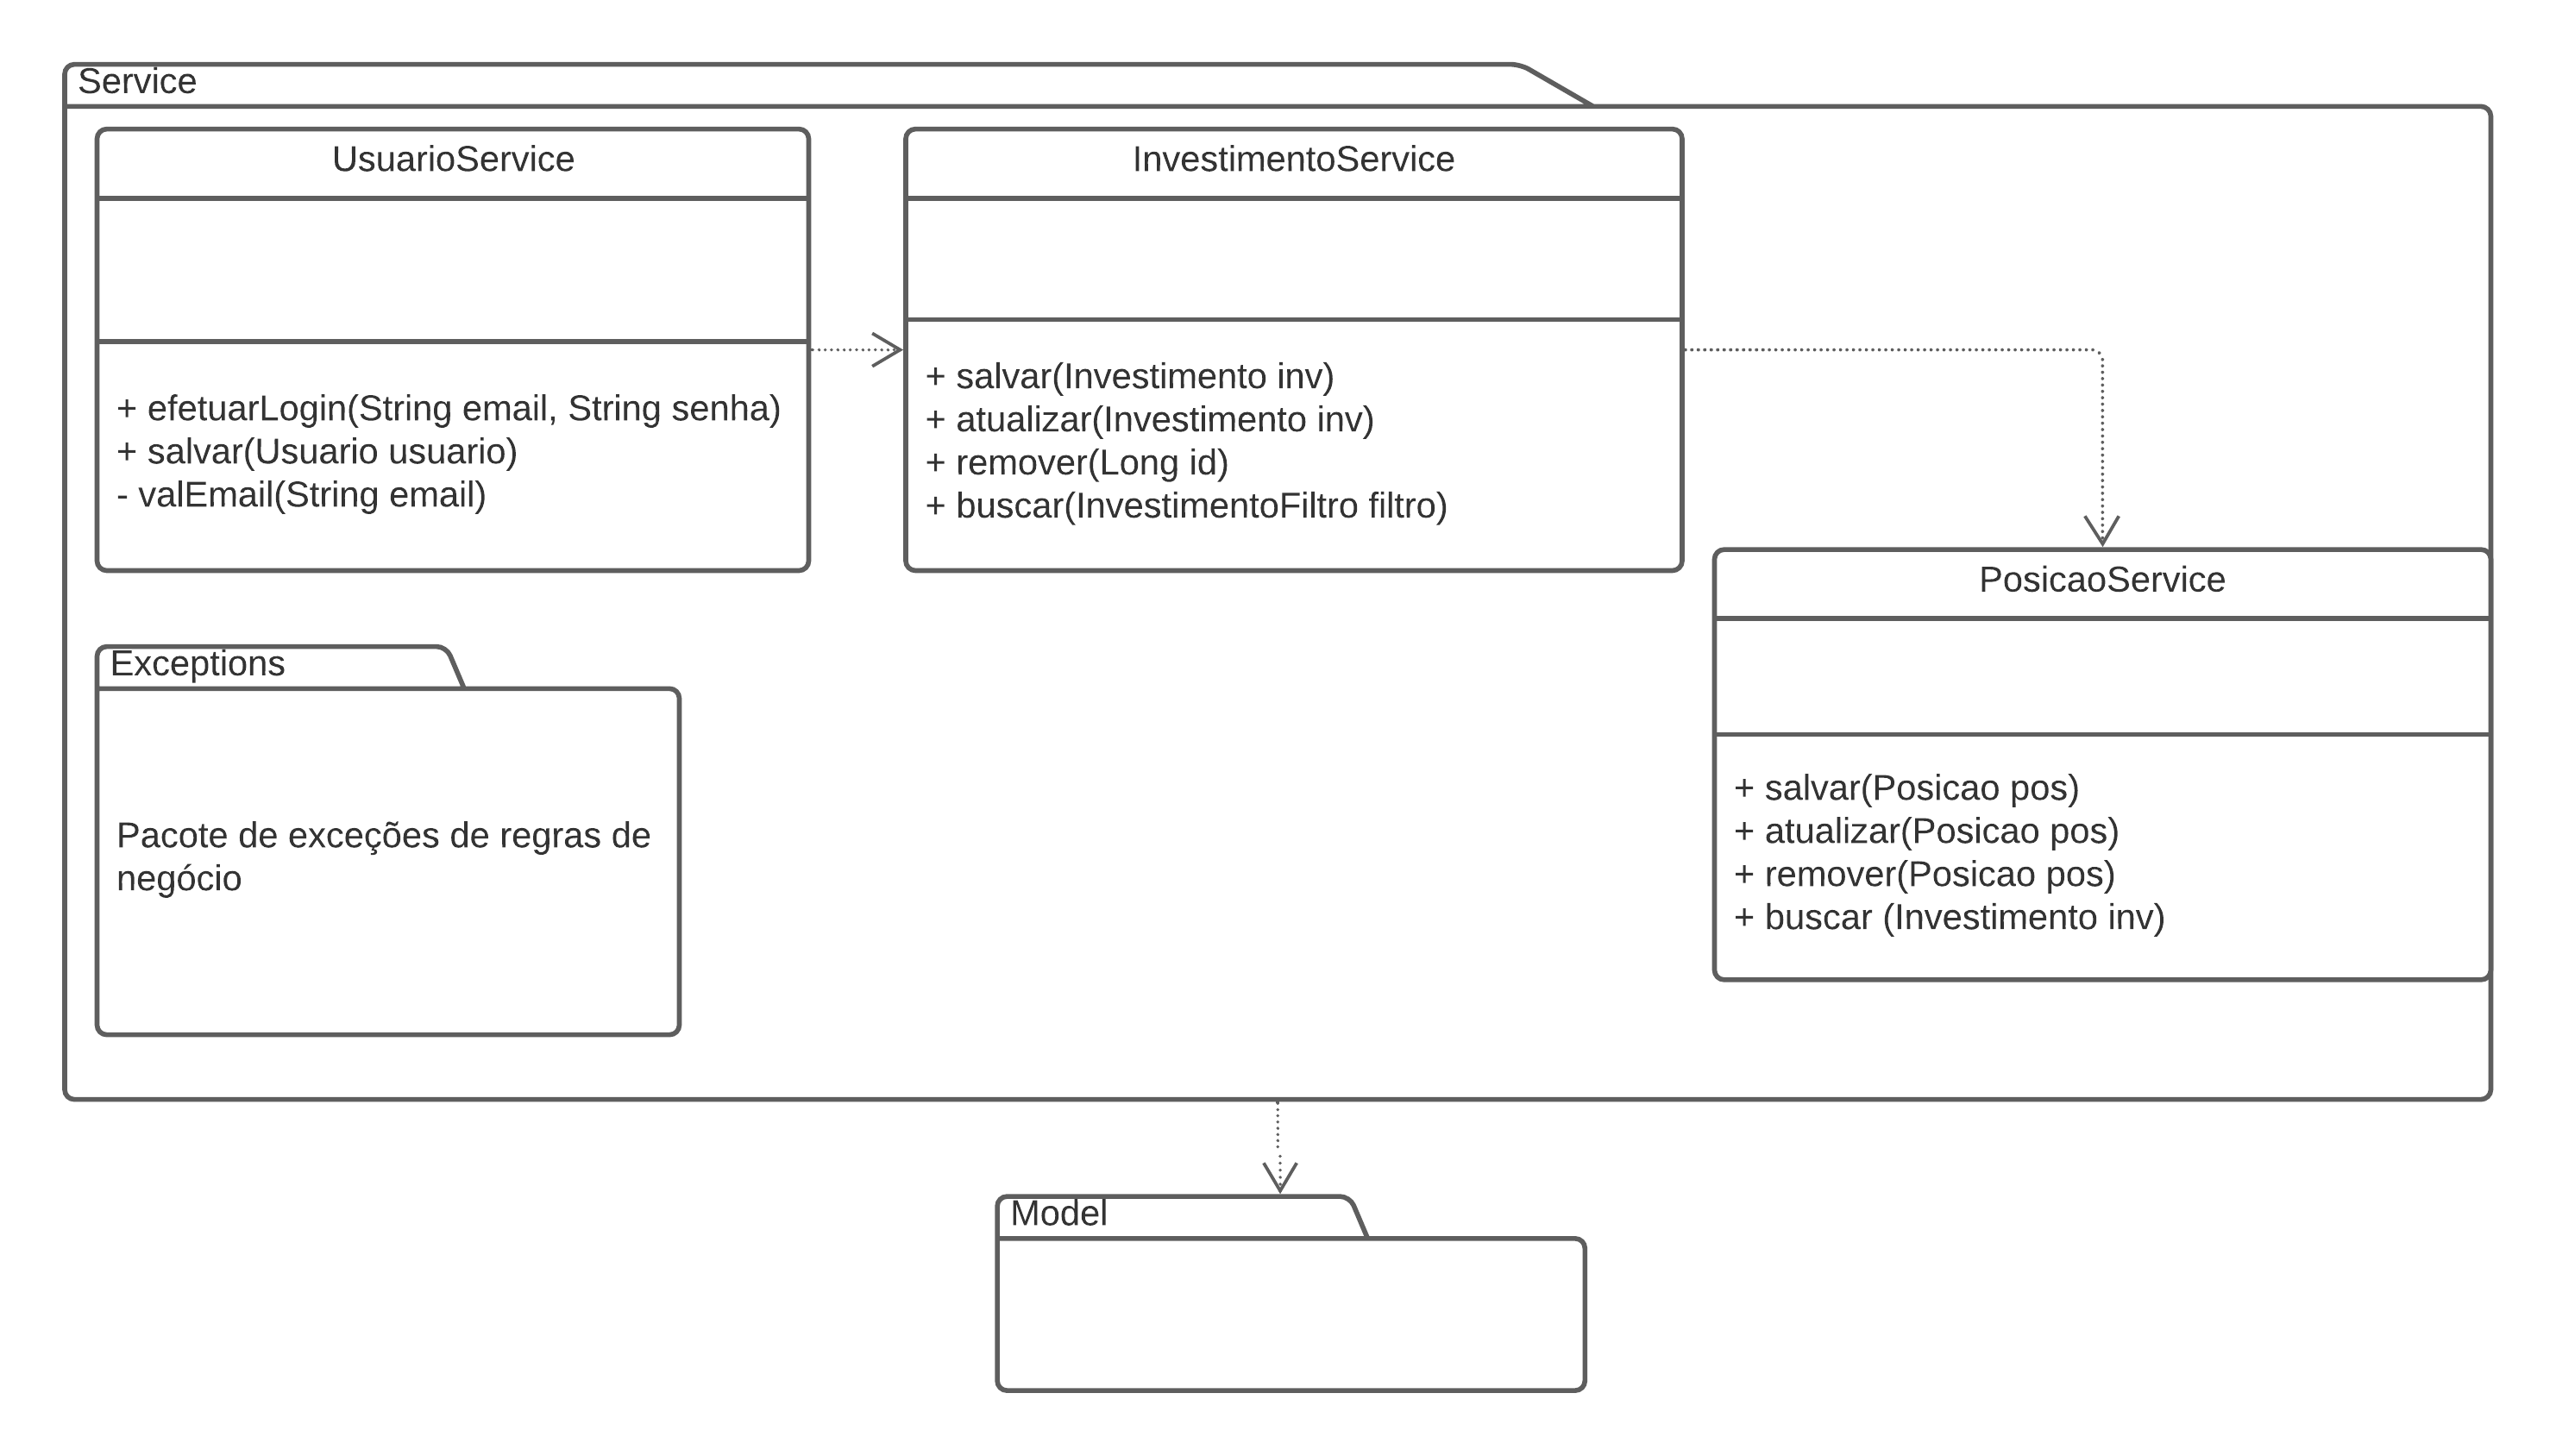 Service
UsuarioService
+ efetuarLogin(String email, String senha)
+ salvar(Usuario usuario)
- valEmail(String email)
InvestimentoService
+ salvar(Investimento inv)
+ atualizar(Investimento inv)
+ remover(Long id)
+ buscar(InvestimentoFiltro filtro)
PosicaoService
+ salvar(Posicao pos)
+ atualizar(Posicao pos)
+ remover(Posicao pos)
+ buscar (Investimento inv)
Exceptions
Pacote de exceções de regras de
negócio
Model